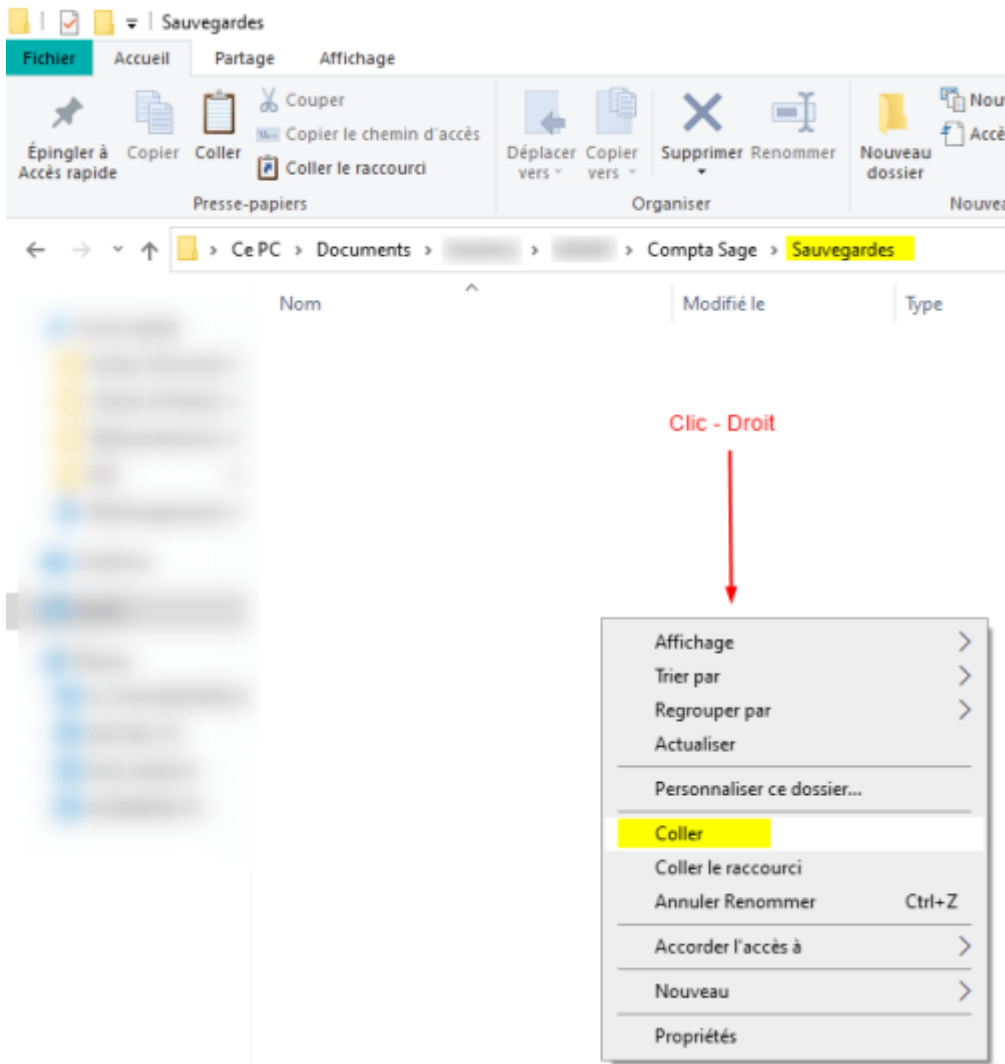 Sauvegardes
Fichier Accueil Partage Affichage
Épingler à Accès rapide
Copier
Coller
Couper
Copier le chemin d'accès
Coller le raccourci
Presse-papiers
Déplacer vers
Copier vers
Supprimer
Renommer
Organiser
Nouveau dossier
Nou
Accè
Nouvea
Ce PC > Documents > > > Compta Sage > Sauvegardes
Nom Modifié le Type
Clic - Droit
Affichage
Trier par
Regrouper par
Actualiser
Personnaliser ce dossier...
Coller
Coller le raccourci
Annuler Renommer Ctrl+Z
Accorder l'accès à
Nouveau
Propriétés